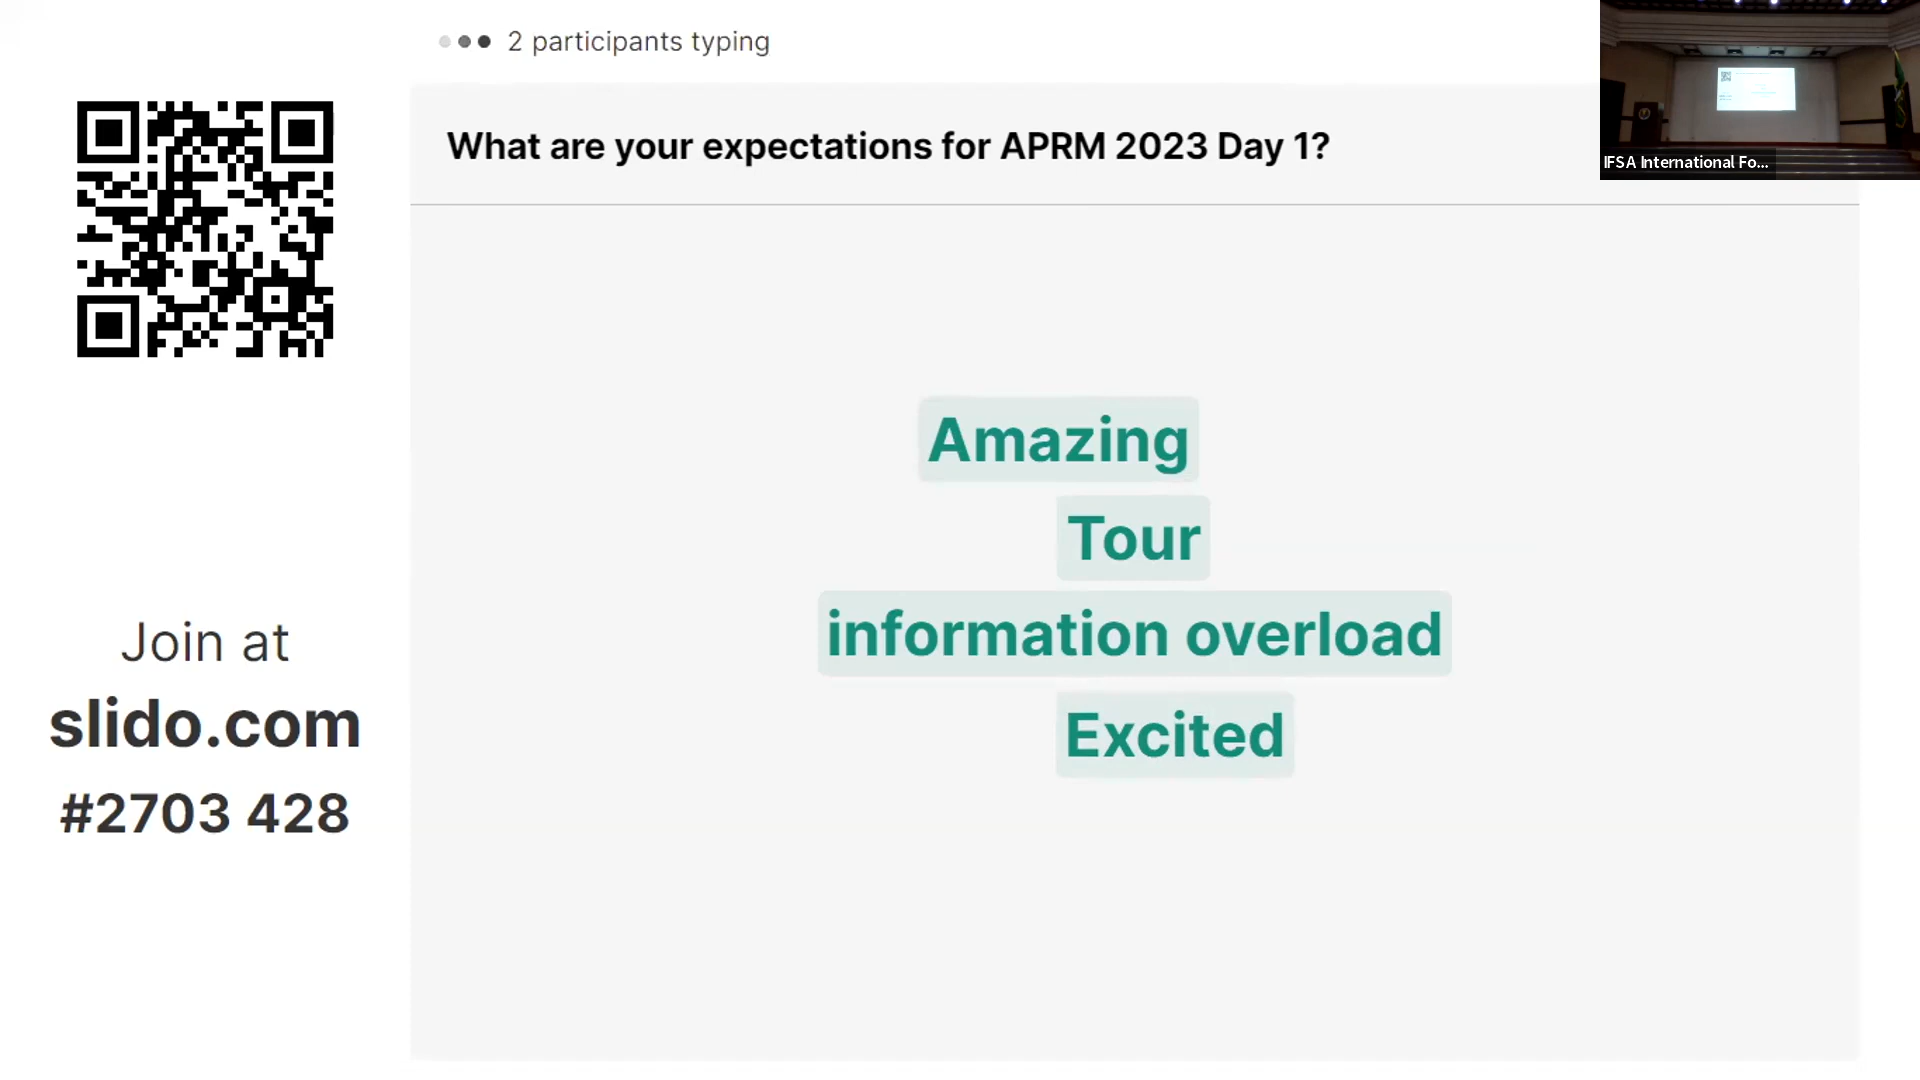 2 participants typing
What are your expectations for APRM 2023 Day 1?
IFSA International Fo...
Amazing
Tour
information overload
Excited
Join at
slido.com
#2703 428